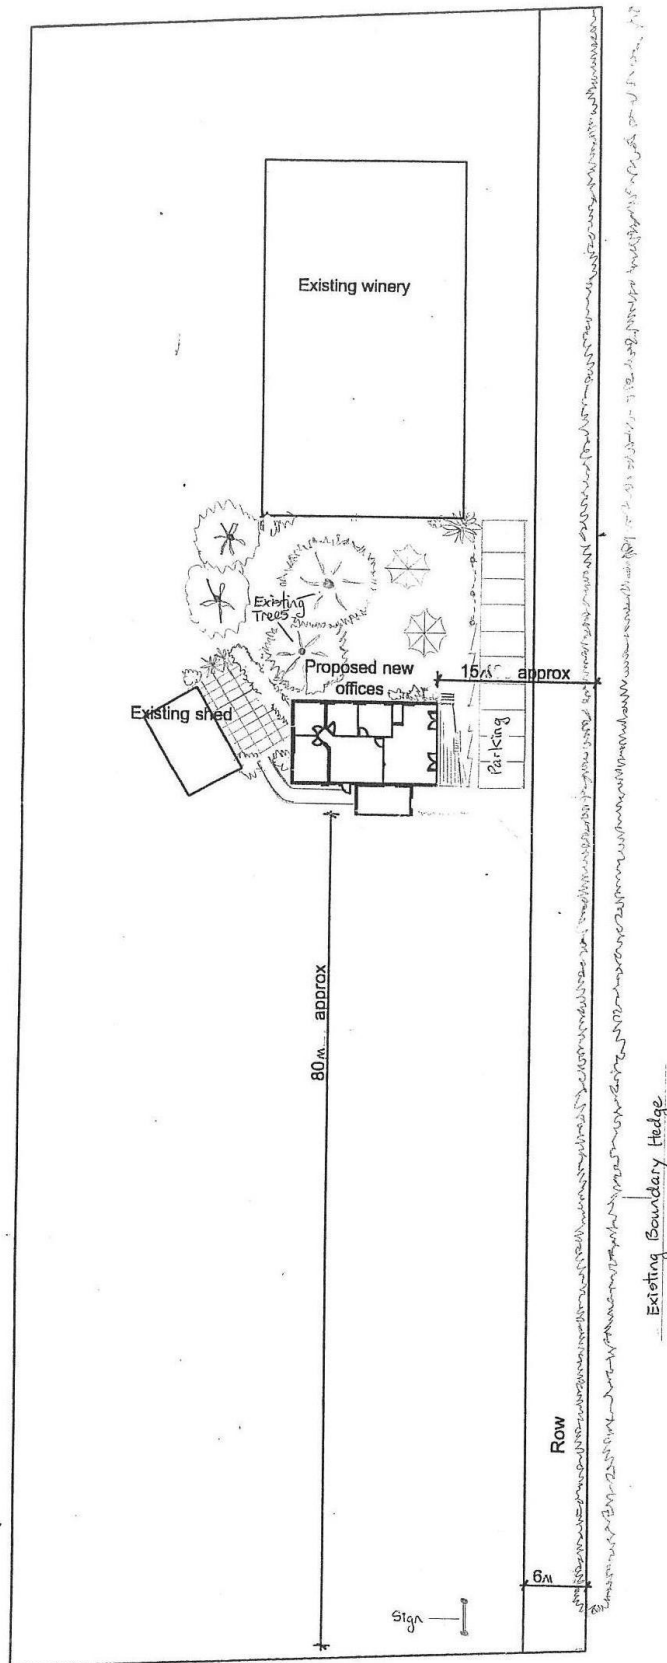 Existing winery
Existing
Trees
Proposed new
offices
15m approx
Existing shed
Parking
80m approx
Existing Boundary Hedge
Row
6m
Sign